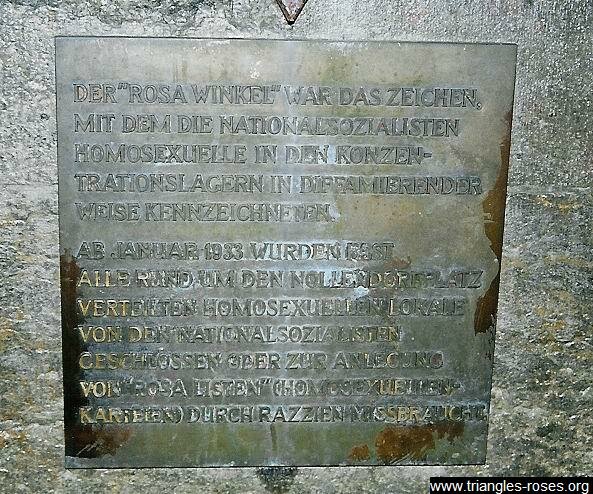 DER "ROSA WINKEL" WAR DAS ZEICHEN,
MIT DEM DIE NATIONALSOZIALISTEN
HOMOSEXUELLE IN DEN KONZEN-
TRATIONSLAGERN IN DIFFAMIERENDER
WEISE KENNZEICHNETEN.
AB JANUAR 1933 WURDEN FAST
ALLE RUND UM DEN NOLLENDORFPLATZ
VERTEILTEN HOMOSEXUELLEN LOKALE
VON DEN NATIONALSOZIALISTEN
GESCHLOSSEN ODER ZUR ANLEGUNG
VON "ROSA LISTEN" (HOMOSEXUELLEN-
KARTEIEN) DURCH RAZZIEN MISSBRAUCHT.
www.triangles-roses.org